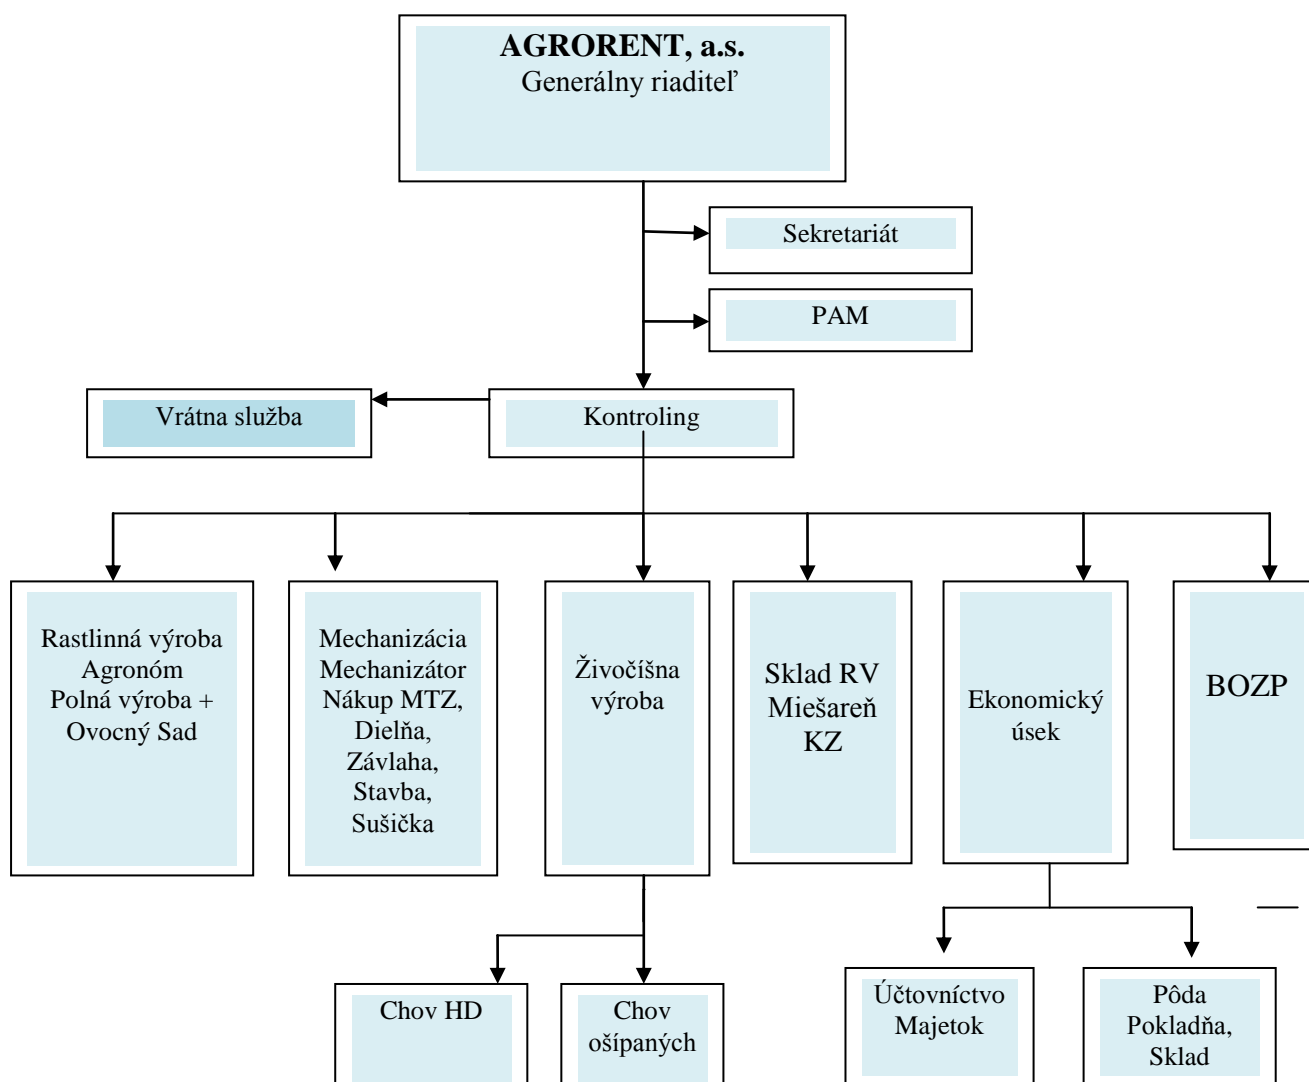 AGRORENT, a.s.
Generálny riaditeľ
Sekretariát
PAM
Vrátna služba
Kontroling
Rastlinná výroba
Agronóm
Polná výroba +
Ovocný Sad
Mechanizácia
Mechanizátor
Nákup MTZ,
Dielňa,
Závlaha,
Stavba,
Sušička
Živočíšna
výroba
Sklad RV
Miešareň
KZ
Ekonomický
úsek
BOZP
Chov HD
Chov
ošípaných
Účtovníctvo
Majetok
Pôda
Pokladňa,
Sklad